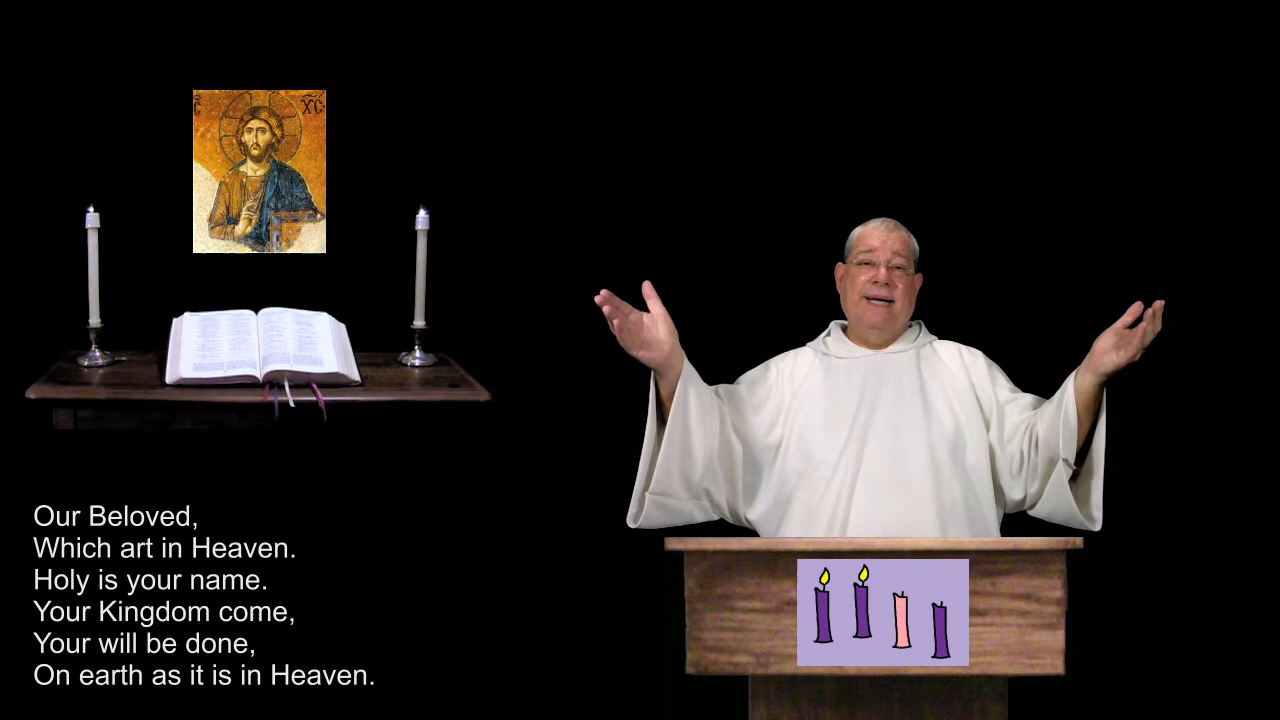 C
XC
Our Beloved,
Which art in Heaven.
Holy is your name.
Your Kingdom come,
Your will be done,
On earth as it is in Heaven.